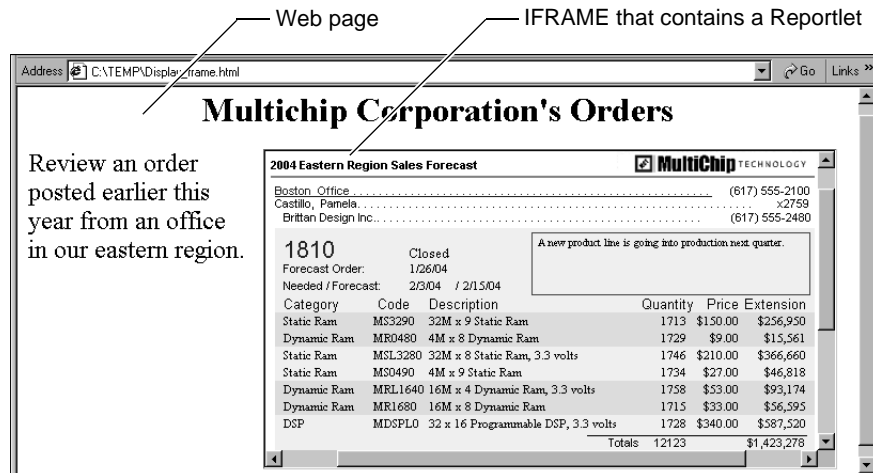 Web page
IFRAME that contains a Reportlet
Address C:\TEMP\Display_frame.html Go Links »
Multichip Corporation's Orders
Review an order
posted earlier this
year from an office
in our eastern region.
2004 Eastern Region Sales Forecast MultiChip TECHNOLOGY
Boston Office (617) 555-2100
Castillo, Pamela x2759
Brittan Design Inc. (617) 555-2480
1810 Closed
A new product line is going into production next quarter.
Forecast Order: 1/26/04
Needed / Forecast: 2/3/04 / 2/15/04
Category Code Description Quantity Price Extension
Static Ram MS3290 32M x 9 Static Ram 1713 $150.00 $256,950
Dynamic Ram MR0480 4M x 8 Dynamic Ram 1729 $9.00 $15,561
Static Ram MSL3280 32M x 8 Static Ram, 3.3 volts 1746 $210.00 $366,660
Static Ram MS0490 4M x 9 Static Ram 1734 $27.00 $46,818
Dynamic Ram MRL1640 16M x 4 Dynamic Ram, 3.3 volts 1758 $53.00 $93,174
Dynamic Ram MR1680 16M x 8 Dynamic Ram 1715 $33.00 $56,595
DSP MDSPL0 32 x 16 Programmable DSP, 3.3 volts 1728 $340.00 $587,520
Totals 12123 $1,423,278